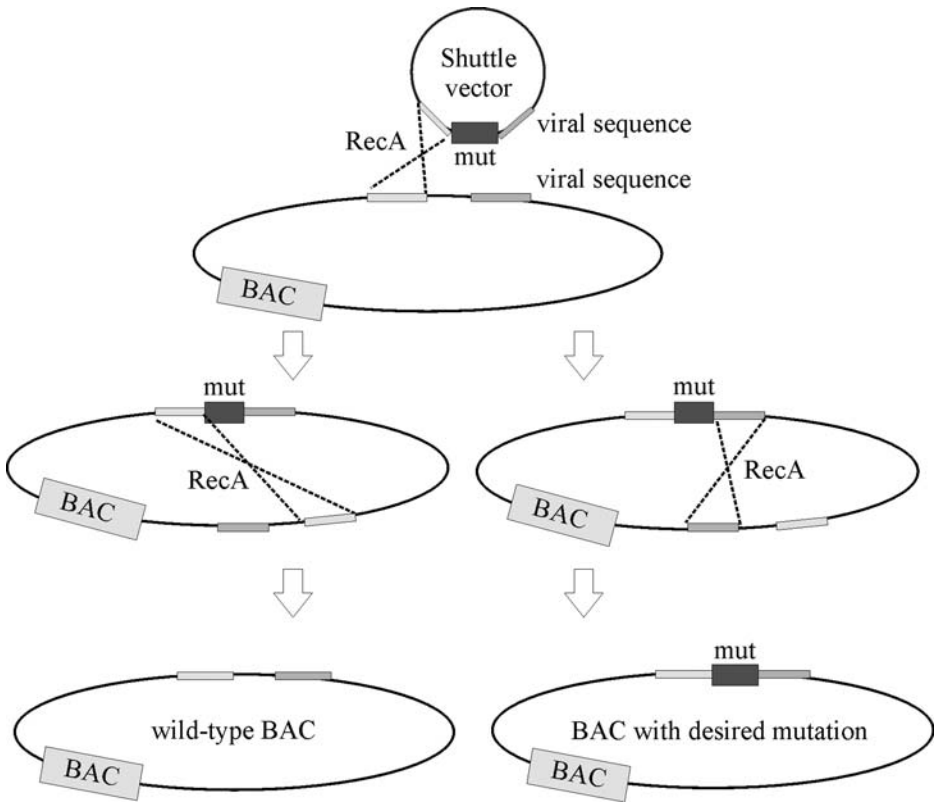 Shuttle
vector
viral sequence
RecA
mut
viral sequence
BAC
mut
mut
RecA
RecA
BAC
BAC
mut
wild-type BAC
BAC with desired mutation
BAC
BAC